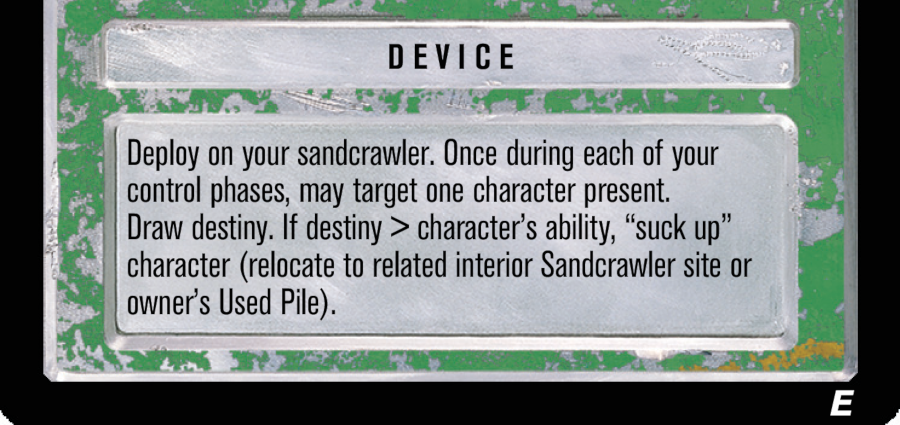 DEVICE
Deploy on your sandcrawler. Once during each of your
control phases, may target one character present.
Draw destiny. If destiny > character’s ability, “suck up”
character (relocate to related interior Sandcrawler site or
owner’s Used Pile).
E